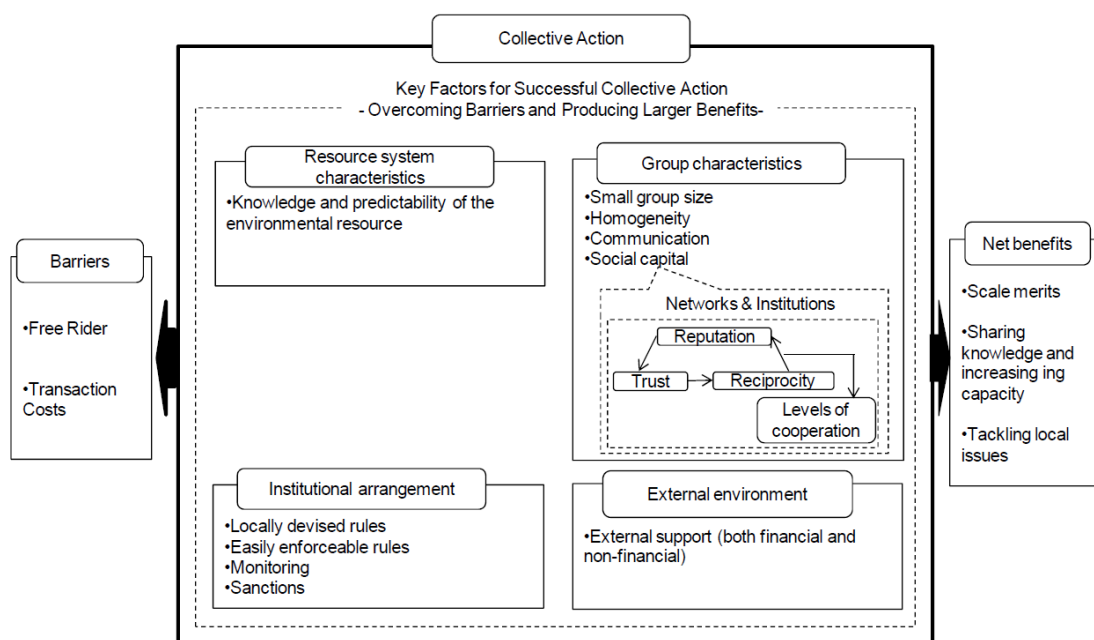 Collective Action
Key Factors for Successful Collective Action
- Overcoming Barriers and Producing Larger Benefits-
Resource system
characteristics
•Knowledge and predictability of the
environmental resource
Group characteristics
•Small group size
•Homogeneity
•Communication
•Social capital
Networks & Institutions
Reputation
Trust
Reciprocity
Levels of
cooperation
Barriers
•Free Rider
•Transaction
Costs
Net benefits
•Scale merits
•Sharing
knowledge and
increasing ing
capacity
•Tackling local
issues
Institutional arrangement
•Locally devised rules
•Easily enforceable rules
•Monitoring
•Sanctions
External environment
•External support (both financial and
non-financial)